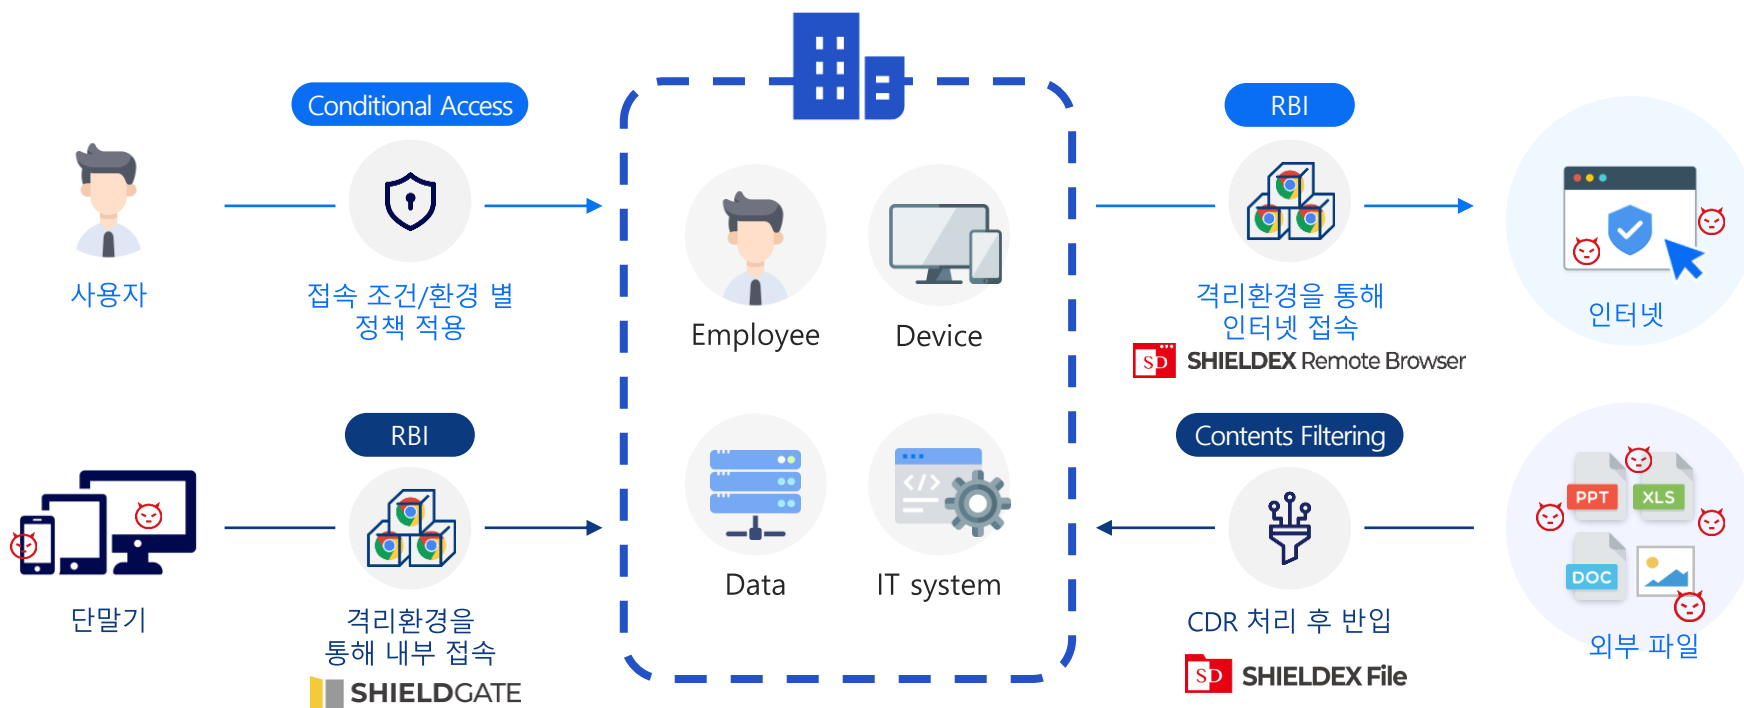 Conditional Access
사용자
접속 조건/환경 별
정책 적용
RBI
단말기
격리환경을
통해 내부 접속
SHIELDGATE
Employee
Device
Data
IT system
RBI
격리환경을 통해
인터넷 접속
SD SHIELDEX Remote Browser
인터넷
Contents Filtering
CDR 처리 후 반입
SD SHIELDEX File
PPT
XLS
DOC
외부 파일